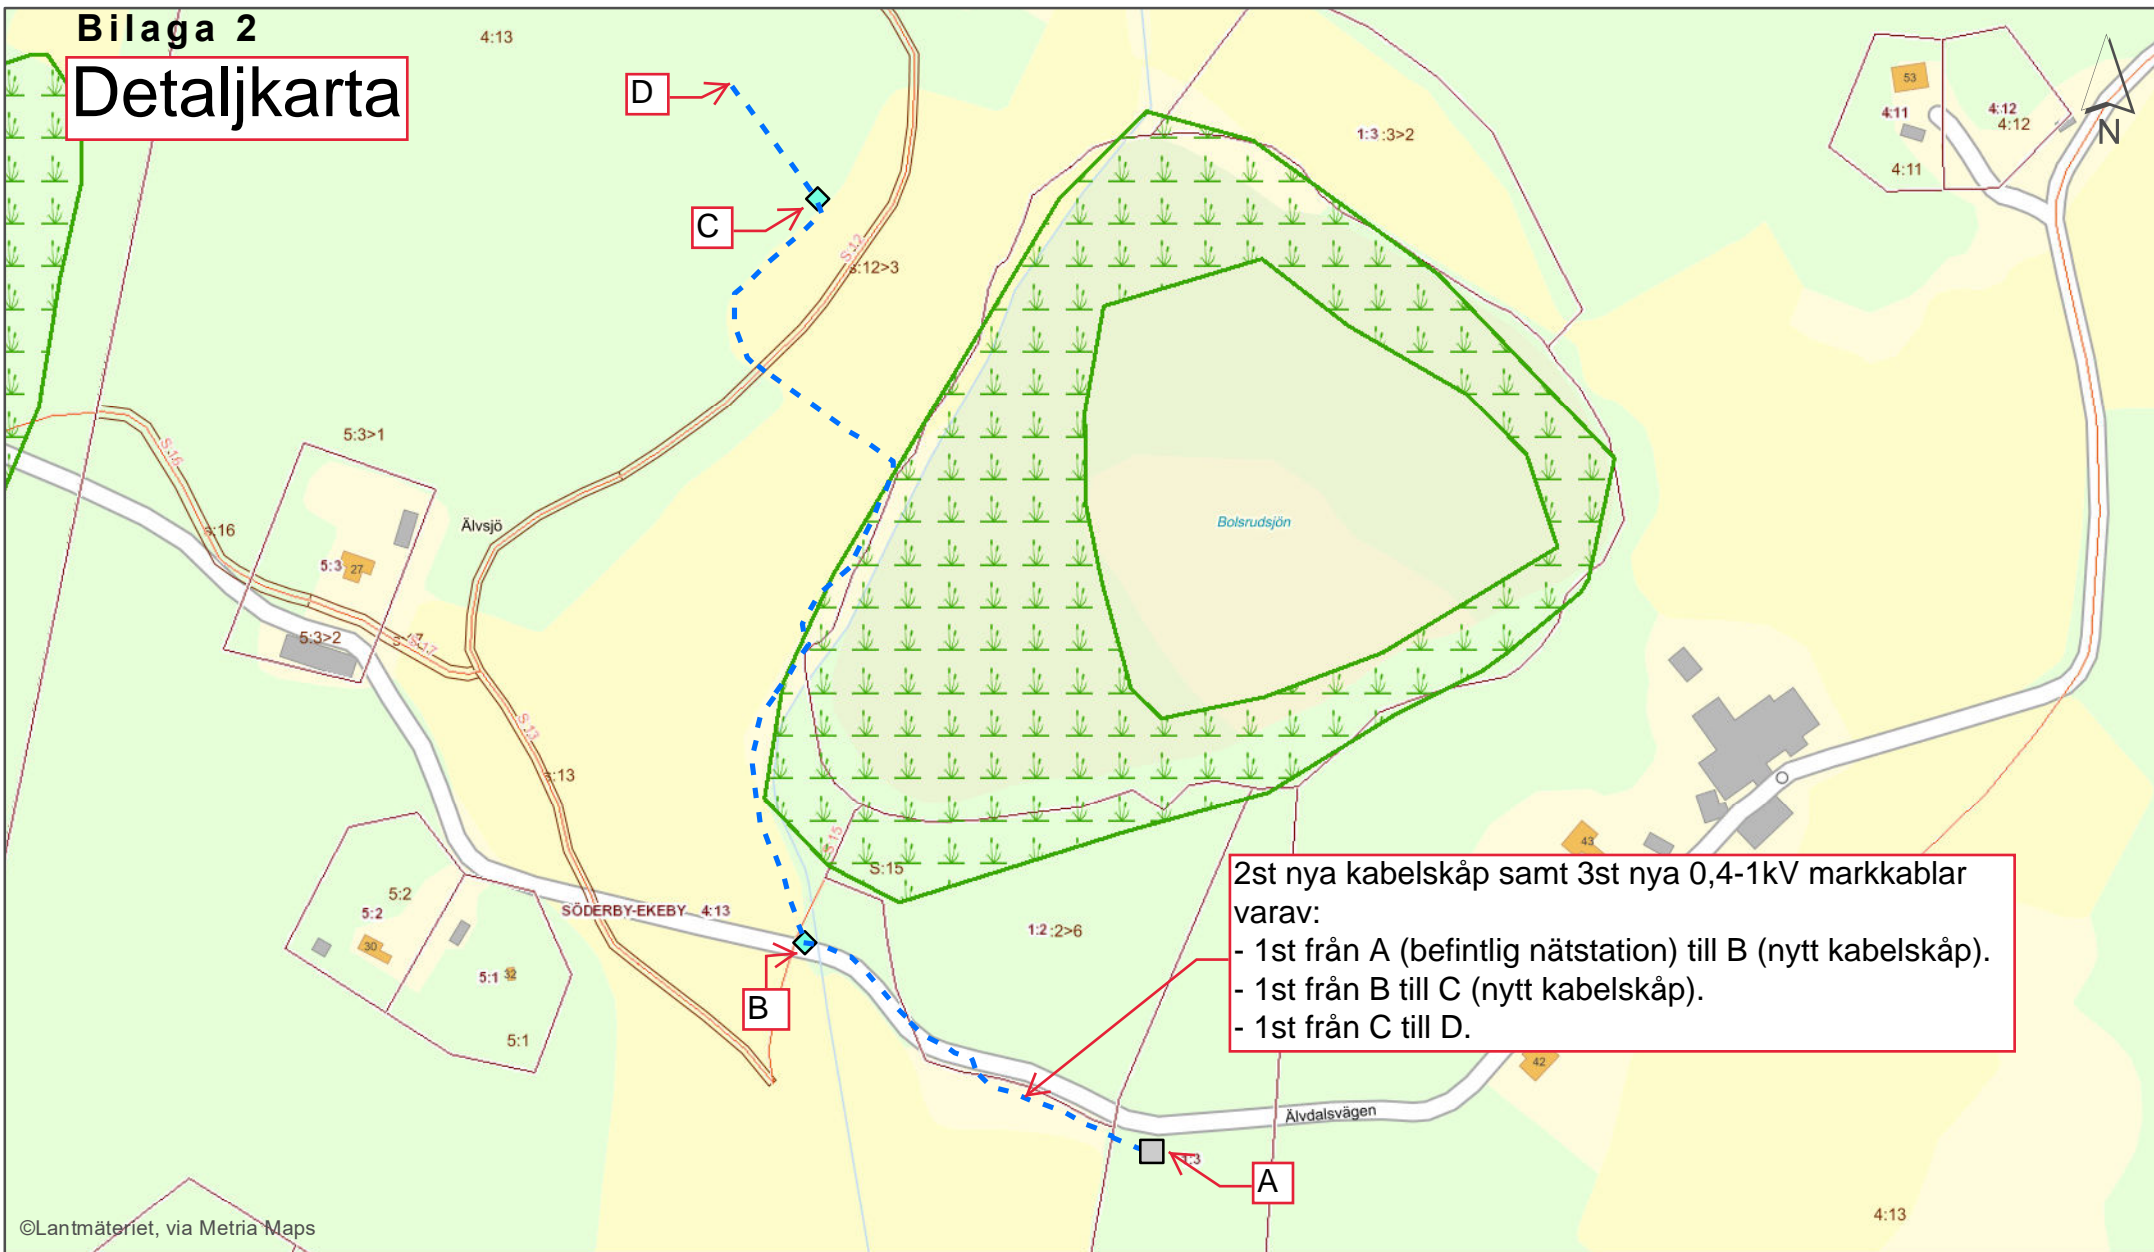 Bilaga 2
Detaljkarta
4:13
D
C
S:12
s:12>3
1:3 :3>2
53
4:11
4:12
4:12
4:11
N
5:3>1
S:16
s:16
Älvsjö
5:3
27
5:3>2
S:17
Bolsrudsjön
S:13
s:13
S:15
S:15
43
5:2
5:2
30
SÖDERBY-EKEBY 4:13
5:1
32
5:1
1:2 :2>6
B
2st nya kabelskåp samt 3st nya 0,4-1kV markkablar
varav:
- 1st från A (befintlig nätstation) till B (nytt kabelskåp).
- 1st från B till C (nytt kabelskåp).
- 1st från C till D.
42
Älvdalsvägen
1:3
A
4:13
©Lantmäteriet, via Metria Maps